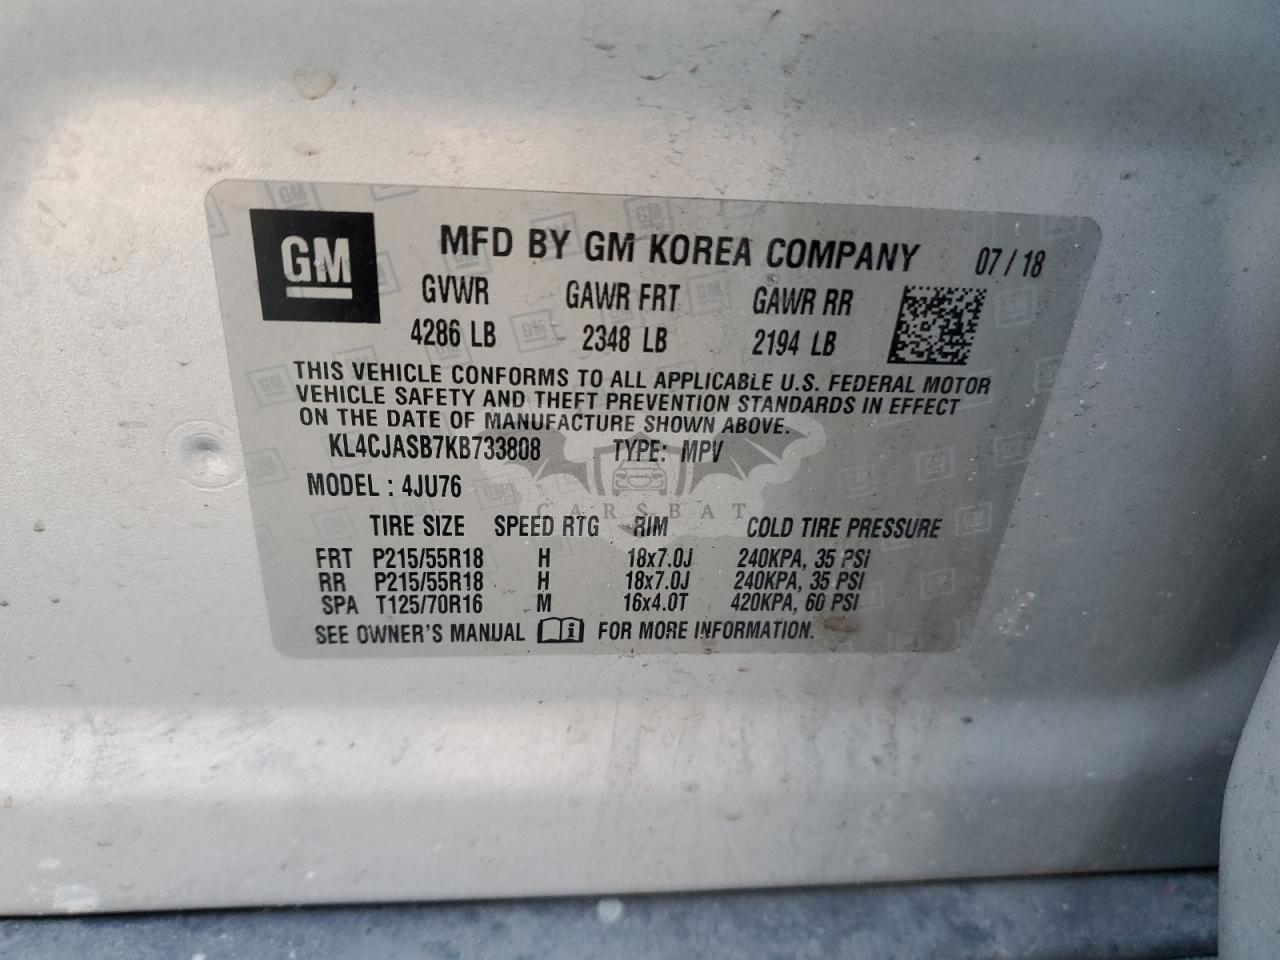 GM
MFD BY GM KOREA COMPANY 07/18
GVWR GAWR FRT GAWR RR
4286 LB 2348 LB 2194 LB
THIS VEHICLE CONFORMS TO ALL APPLICABLE U.S. FEDERAL MOTOR
VEHICLE SAFETY AND THEFT PREVENTION STANDARDS IN EFFECT
ON THE DATE OF MANUFACTURE SHOWN ABOVE.
KL4CJASB7KB733808 TYPE: MPV
MODEL : 4JU76
CARSBAT
TIRE SIZE SPEED RTG RIM COLD TIRE PRESSURE
FRT P215/55R18 H 18x7.0J 240KPA, 35 PSI
RR P215/55R18 H 18x7.0J 240KPA, 35 PSI
SPA T125/70R16 M 16x4.0T 420KPA, 60 PSI
SEE OWNER'S MANUAL i FOR MORE INFORMATION.